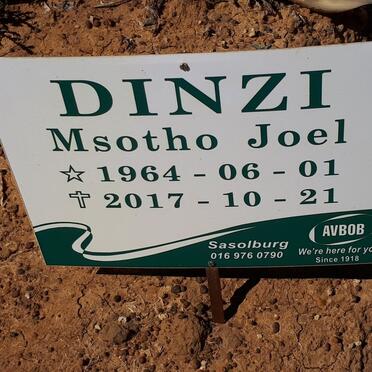 DINZI
Msotho Joel
☆ 1964 - 06 - 01
✝ 2017 - 10 - 21
Sasolburg
016 976 0790
AVBOB
We're here for
Since 1918